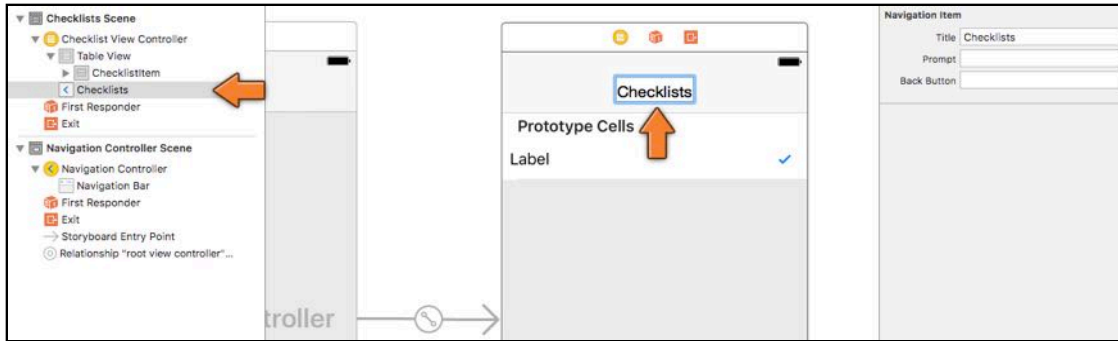 Checklists Scene
Checklist View Controller
Table View
ChecklistItem
Checklists
First Responder
Exit
Navigation Controller Scene
Navigation Controller
Navigation Bar
First Responder
Exit
Storyboard Entry Point
Relationship "root view controller"...
troller
Checklists
Prototype Cells
Label
Navigation Item
Title Checklists
Prompt
Back Button